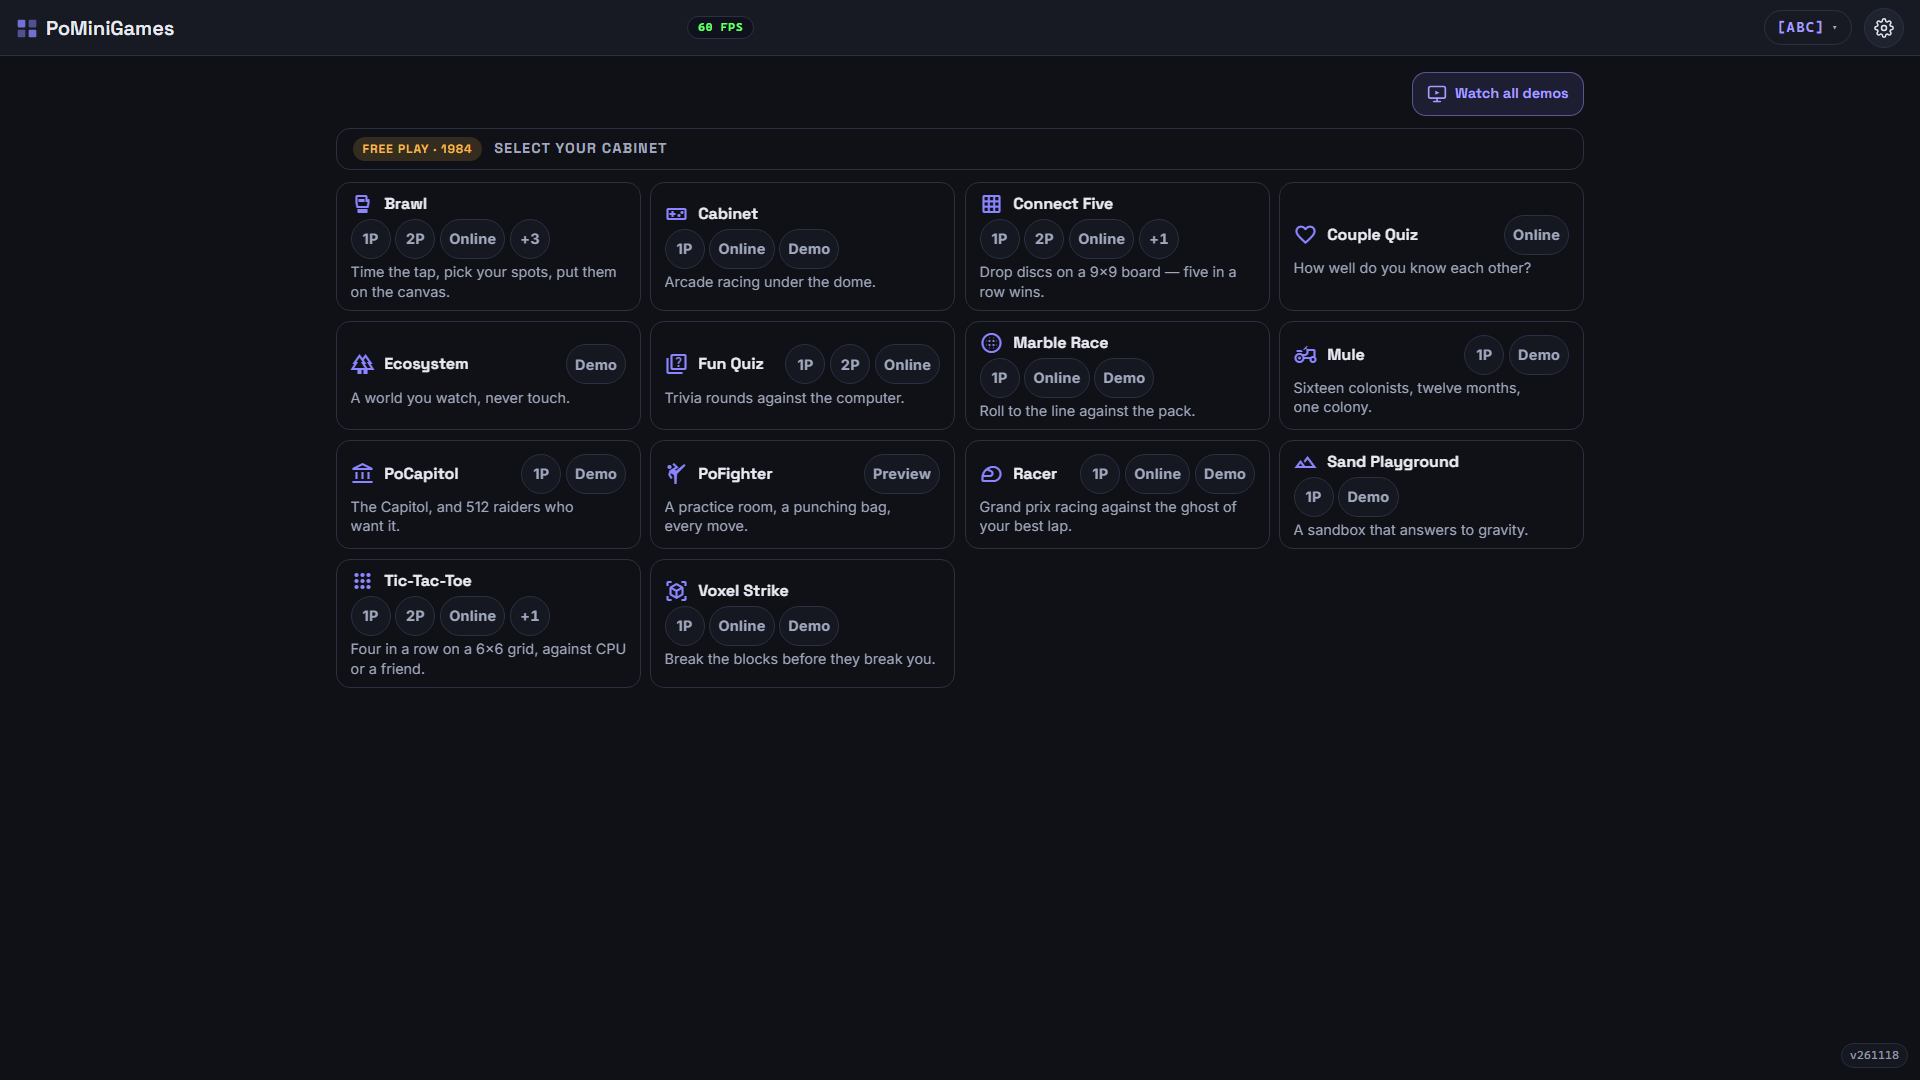 PoMiniGames
60 FPS
[ABC]
Watch all demos
FREE PLAY · 1984 SELECT YOUR CABINET
Brawl
1P 2P Online +3
Time the tap, pick your spots, put them
on the canvas.
Cabinet
1P Online Demo
Arcade racing under the dome.
Connect Five
1P 2P Online +1
Drop discs on a 9×9 board — five in a
row wins.
Couple Quiz Online
How well do you know each other?
Ecosystem Demo
A world you watch, never touch.
Fun Quiz 1P 2P Online
Trivia rounds against the computer.
Marble Race
1P Online Demo
Roll to the line against the pack.
Mule 1P Demo
Sixteen colonists, twelve months,
one colony.
PoCapitol 1P Demo
The Capitol, and 512 raiders who
want it.
PoFighter Preview
A practice room, a punching bag,
every move.
Racer 1P Online Demo
Grand prix racing against the ghost of
your best lap.
Sand Playground
1P Demo
A sandbox that answers to gravity.
Tic-Tac-Toe
1P 2P Online +1
Four in a row on a 6×6 grid, against CPU
or a friend.
Voxel Strike
1P Online Demo
Break the blocks before they break you.
v261118